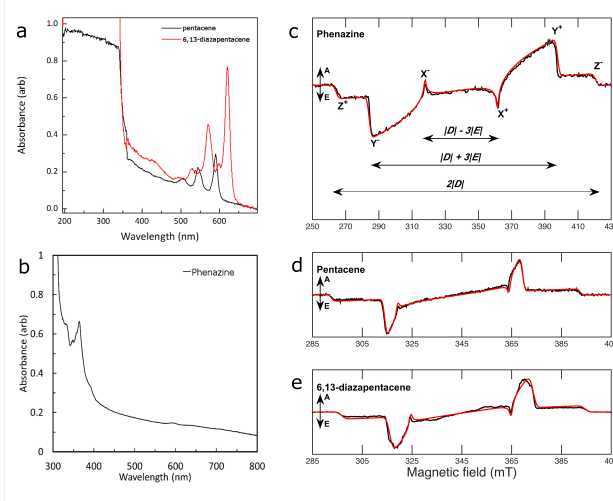 a
pentacene
6,13-diazapentacene
Absorbance (arb)
1.0
0.8
0.6
0.4
0.2
0.0
200
300
400
500
600
Wavelength (nm)
b
Phenazine
Absorbance (arb)
1
0.8
0.6
0.4
0.2
0
300
400
500
600
700
800
Wavelength (nm)
c
Phenazine
A
E
Z+
Y-
X-
X+
Y+
Z-
|D| - 3|E|
|D| + 3|E|
2|D|
250 270 290 310 330 350 370 390 410 43
d
Pentacene
A
E
285 305 325 345 365 385 40
e
6,13-diazapentacene
A
E
285 305 325 345 365 385 40
Magnetic field (mT)